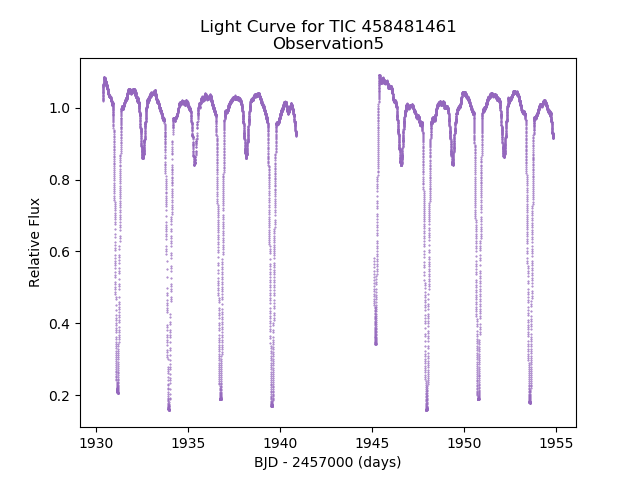 Light Curve for TIC 458481461
Observation5
Relative Flux
1.0
0.8
0.6
0.4
0.2
1930 1935 1940 1945 1950 1955
BJD - 2457000 (days)